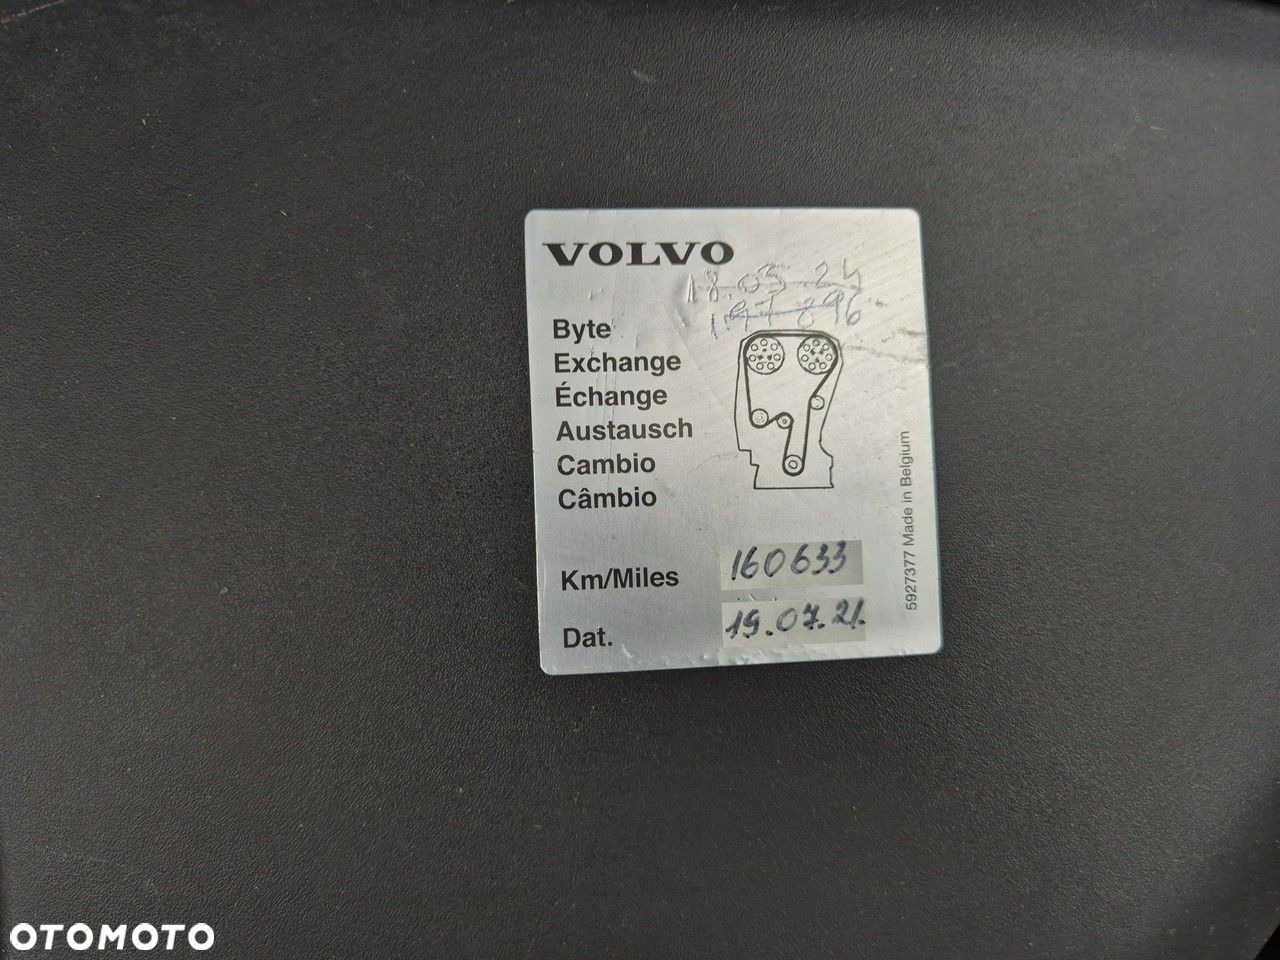 VOLVO
18.05 24
Byte
Exchange
Échange
Austausch
Cambio
Câmbio
5927377 Made in Belgium
Km/Miles 160633
Dat. 19.07.21.
OTOMOTO